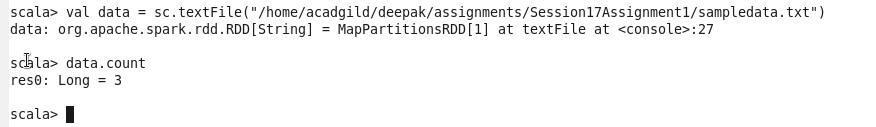 scala> val data = sc.textFile("/home/acadgild/deepak/assignments/Session17Assignment1/sampledata.txt")
data: org.apache.spark.rdd.RDD[String] = MapPartitionsRDD[1] at textFile at <console>:27
scala> data.count
res0: Long = 3
scala>